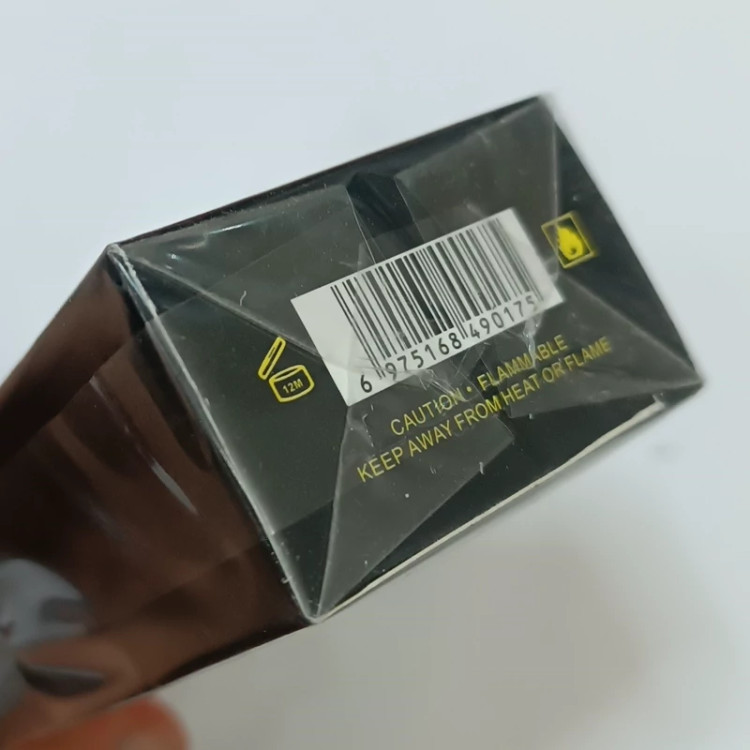 12M
6 975168 490175
CAUTION • FLAMMABLE
KEEP AWAY FROM HEAT OR FLAME